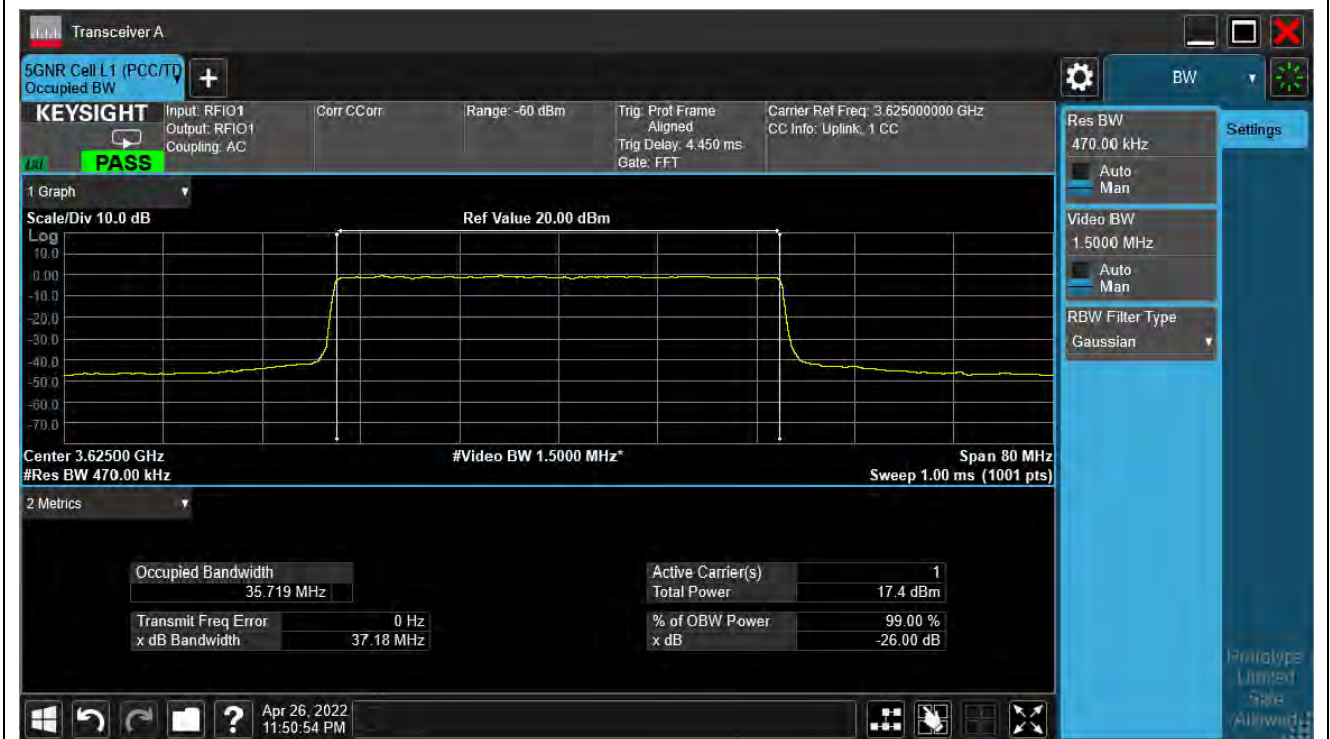 Transceiver A
5GNR Cell L1 (PCC/TD
Occupied BW
+
BW
KEYSIGHT
PASS
Input: RFIO1
Output: RFIO1
Coupling: AC
Corr CCorr
Range: -60 dBm
Trig: Prot Frame
Aligned
Trig Delay: 4.450 ms
Gate: FFT
Carrier Ref Freq: 3.625000000 GHz
CC Info: Uplink, 1 CC
Res BW
470.00 kHz
Auto
Man
Settings
Video BW
1.5000 MHz
Auto
Man
RBW Filter Type
Gaussian
1 Graph
Scale/Div 10.0 dB
Ref Value 20.00 dBm
Log
10.0
0.00
-10.0
-20.0
-30.0
-40.0
-50.0
-60.0
-70.0
Center 3.62500 GHz
#Video BW 1.5000 MHz*
Span 80 MHz
#Res BW 470.00 kHz
Sweep 1.00 ms (1001 pts)
2 Metrics
Occupied Bandwidth
35.719 MHz
Transmit Freq Error 0 Hz
x dB Bandwidth 37.18 MHz
Active Carrier(s) 1
Total Power 17.4 dBm
% of OBW Power 99.00 %
x dB -26.00 dB
?
Apr 26, 2022
11:50:54 PM
Prototype
Limited